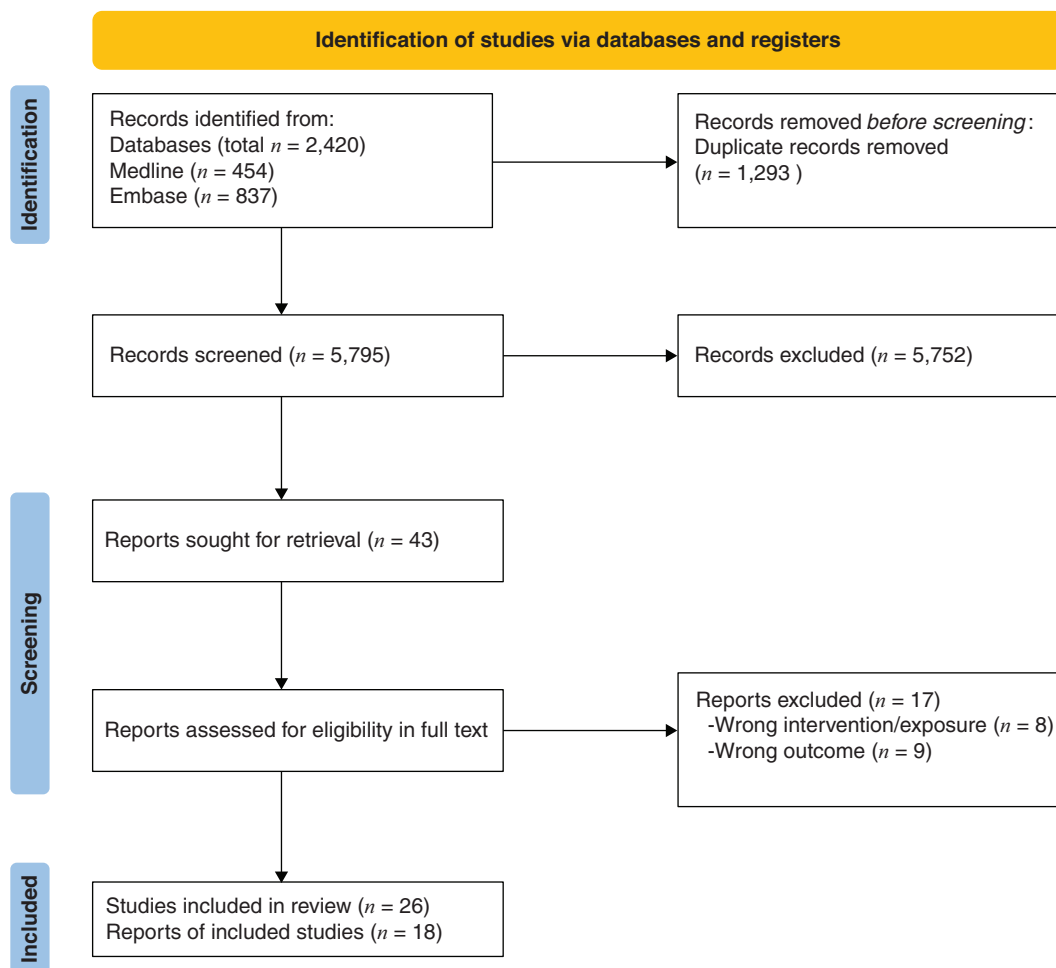 Identification of studies via databases and registers
Identification
Records identified from:
Databases (total n = 2,420)
Medline (n = 454)
Embase (n = 837)
Records removed before screening:
Duplicate records removed
(n = 1,293 )
Records screened (n = 5,795)
Records excluded (n = 5,752)
Screening
Reports sought for retrieval (n = 43)
Reports assessed for eligibility in full text
Reports excluded (n = 17)
-Wrong intervention/exposure (n = 8)
-Wrong outcome (n = 9)
Included
Studies included in review (n = 26)
Reports of included studies (n = 18)